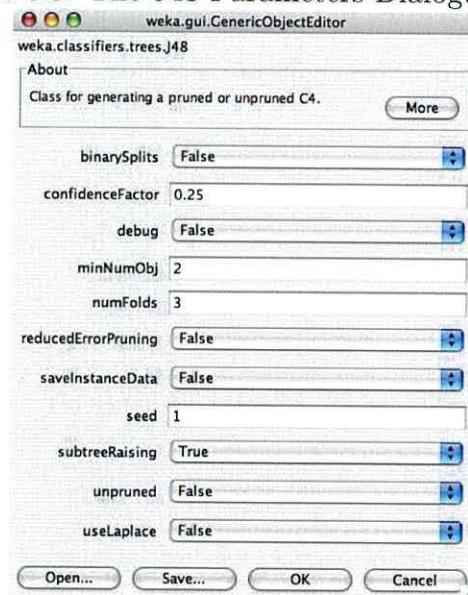 J48 Parameters Dialogue
weka.gui.GenericObjectEditor
weka.classifiers.trees.J48
About
Class for generating a pruned or unpruned C4.
More
binarySplits False
confidenceFactor 0.25
debug False
minNumObj 2
numFolds 3
reducedErrorPruning False
saveInstanceData False
seed 1
subtreeRaising True
unpruned False
useLaplace False
Open... Save... OK Cancel